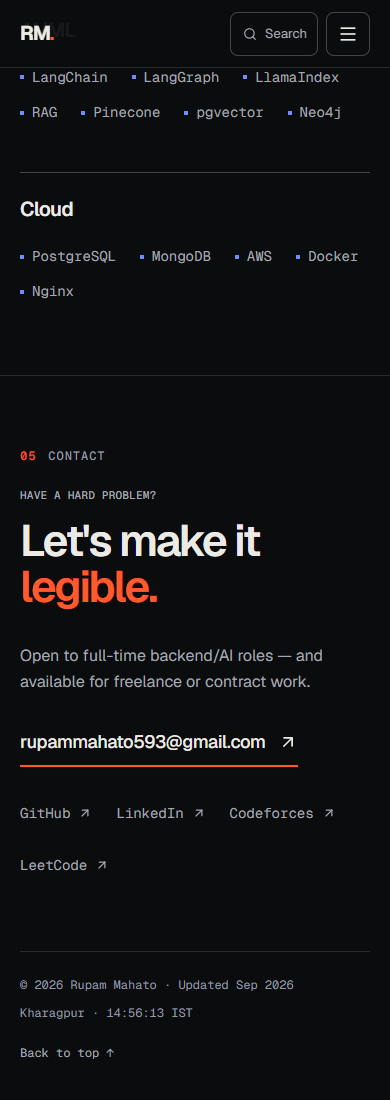 RM.
Search
LangChain LangGraph LlamaIndex
RAG Pinecone pgvector Neo4j
Cloud
PostgreSQL MongoDB AWS Docker
Nginx
05 CONTACT
HAVE A HARD PROBLEM?
Let's make it
legible.
Open to full-time backend/AI roles — and
available for freelance or contract work.
rupammahato593@gmail.com ↗
GitHub ↗ LinkedIn ↗ Codeforces ↗
LeetCode ↗
© 2026 Rupam Mahato · Updated Sep 2026
Kharagpur · 14:56:13 IST
Back to top ↑